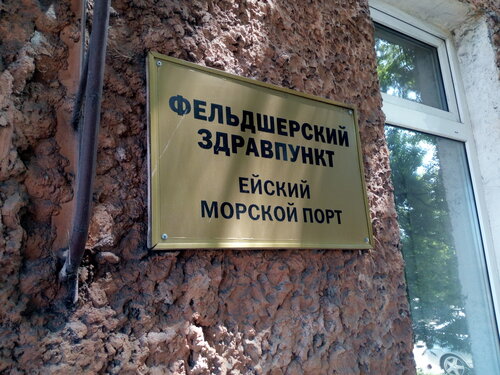 ФЕЛЬДШЕРСКИЙ
ЗДРАВПУНКТ
ЕЙСКИЙ
МОРСКОЙ ПОРТ